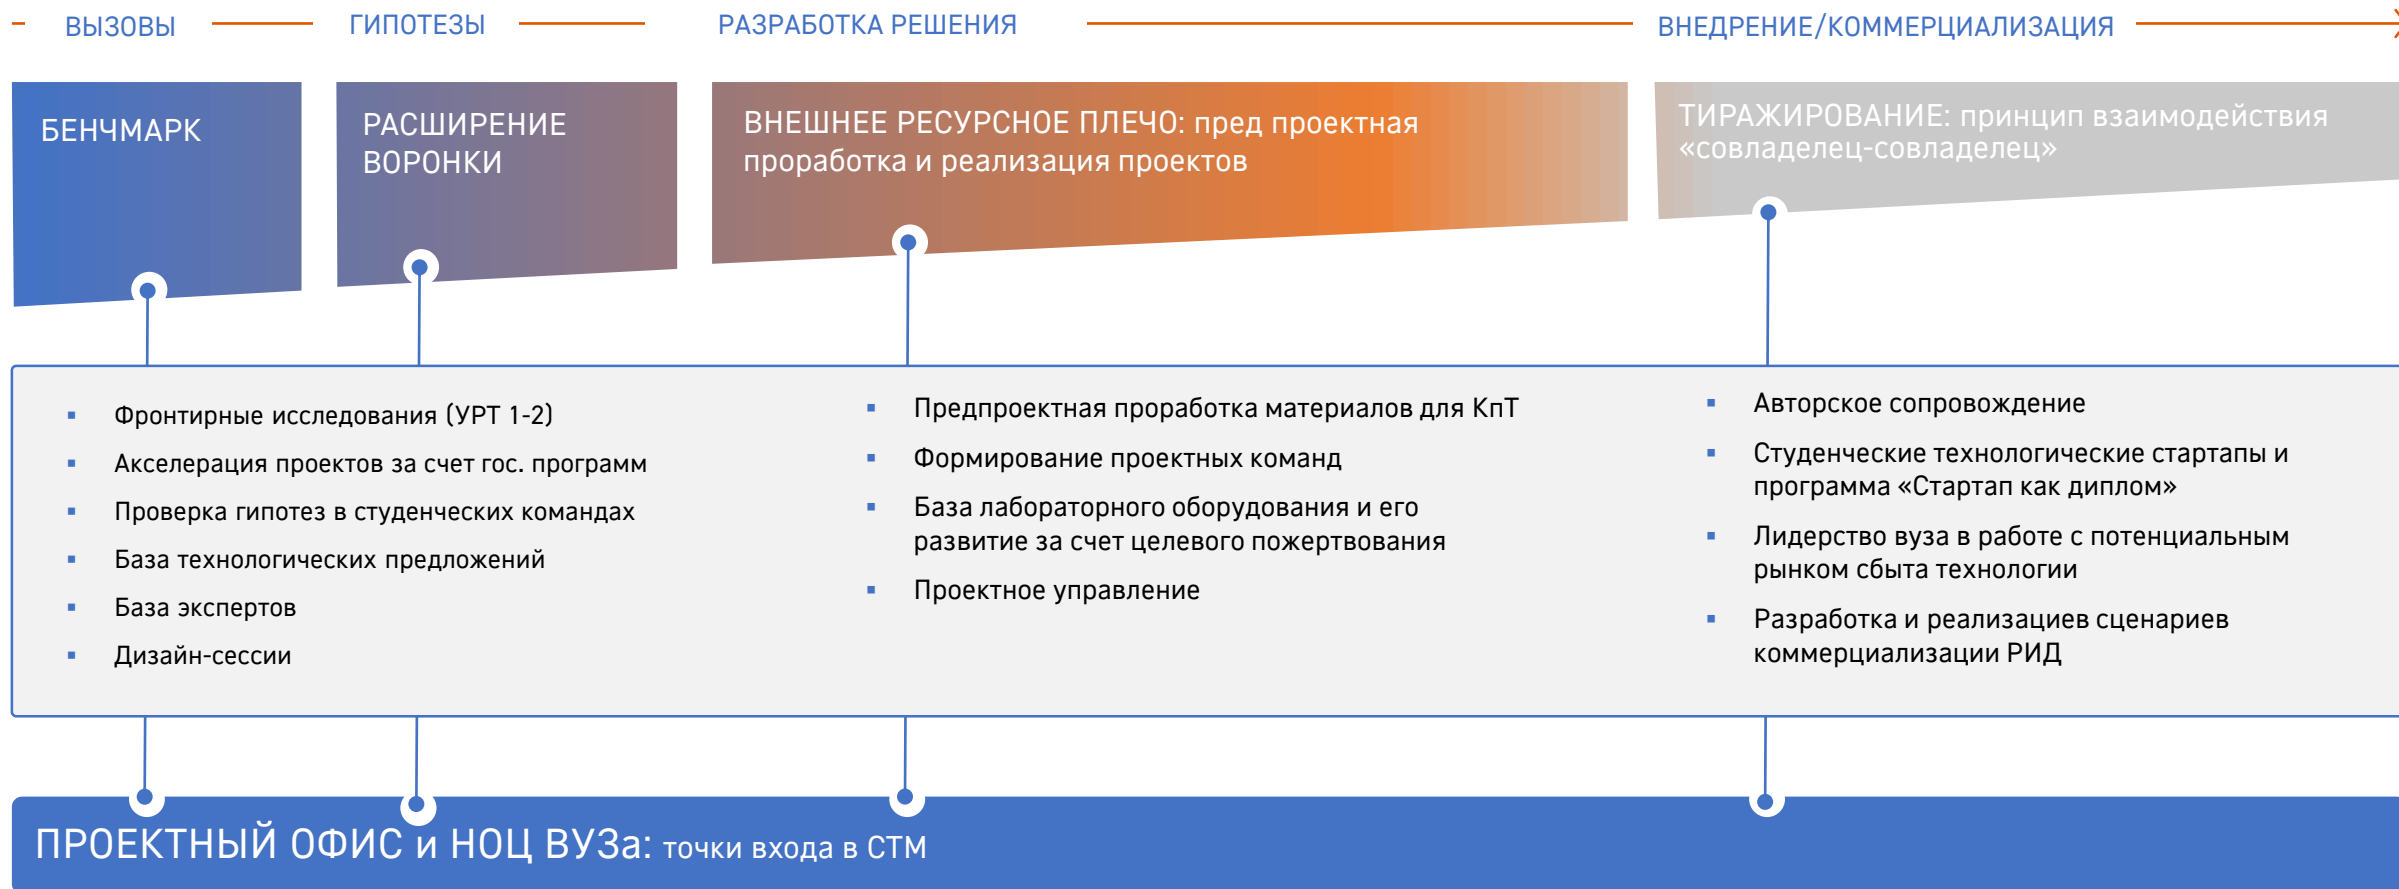 ВЫЗОВЫ
ГИПОТЕЗЫ
РАЗРАБОТКА РЕШЕНИЯ
ВНЕДРЕНИЕ/КОММЕРЦИАЛИЗАЦИЯ
БЕНЧМАРК
РАСШИРЕНИЕ
ВОРОНКИ
ВНЕШНЕЕ РЕСУРСНОЕ ПЛЕЧО: пред проектная
проработка и реализация проектов
ТИРАЖИРОВАНИЕ: принцип взаимодействия
«совладелец-совладелец»
▪ Фронтирные исследования (УРТ 1-2)
▪ Акселерация проектов за счет гос. программ
▪ Проверка гипотез в студенческих командах
▪ База технологических предложений
▪ База экспертов
▪ Дизайн-сессии
▪ Предпроектная проработка материалов для КпТ
▪ Формирование проектных команд
▪ База лабораторного оборудования и его
развитие за счет целевого пожертвования
▪ Проектное управление
▪ Авторское сопровождение
▪ Студенческие технологические стартапы и
программа «Стартап как диплом»
▪ Лидерство вуза в работе с потенциальным
рынком сбыта технологии
▪ Разработка и реализациев сценариев
коммерциализации РИД
ПРОЕКТНЫЙ ОФИС и НОЦ ВУЗа: точки входа в СТМ